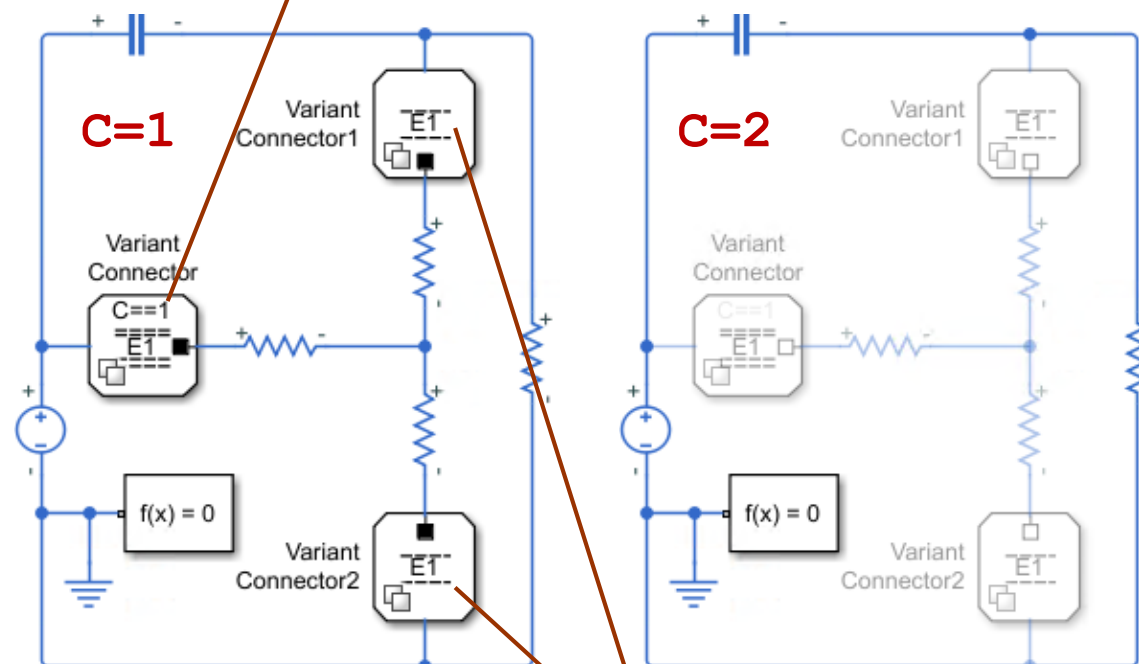 + -
Variant
Connector1
E1
C=1
+
-
Variant
Connector
C==1
E1
+ -
+
-
+
-
+
+
-
-
f(x) = 0
Variant
Connector2
E1
+ -
Variant
Connector1
E1
C=2
+
-
Variant
Connector
C==1
E1
+ -
+
-
+
+
-
-
f(x) = 0
Variant
Connector2
E1